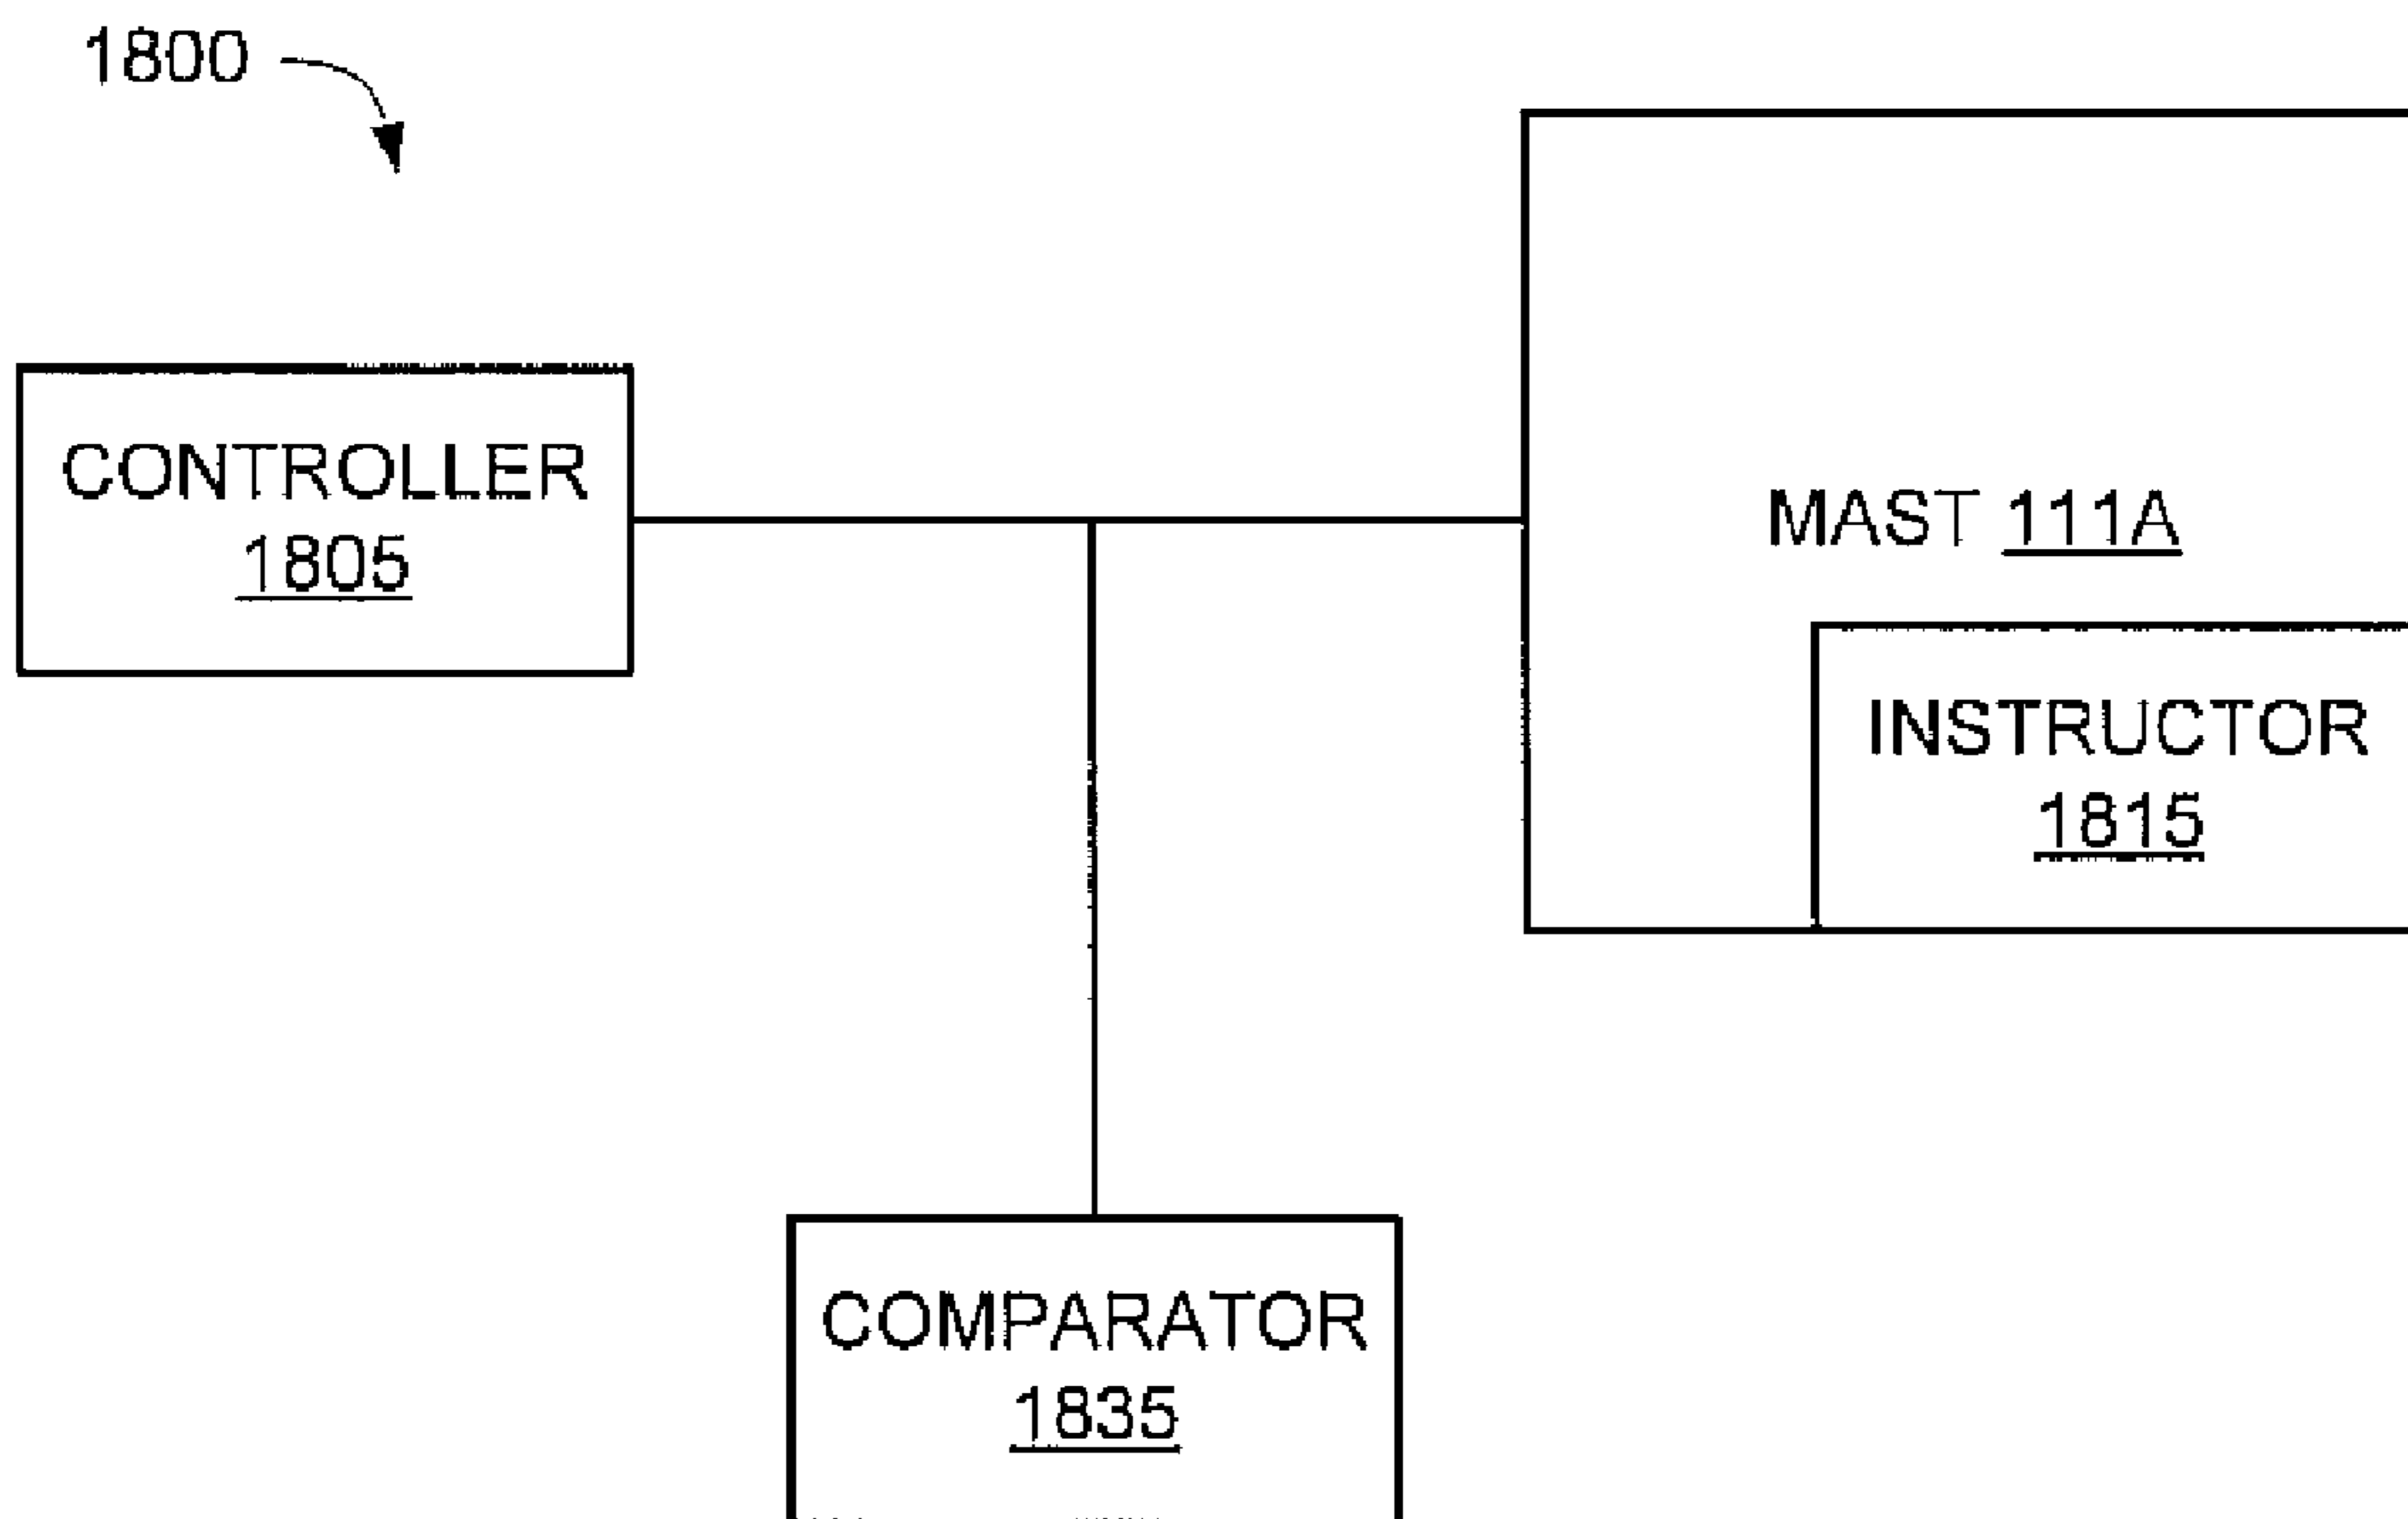 1800
CONTROLLER
1805
MAST 111A
INSTRUCTOR
1815
COMPARATOR
1835